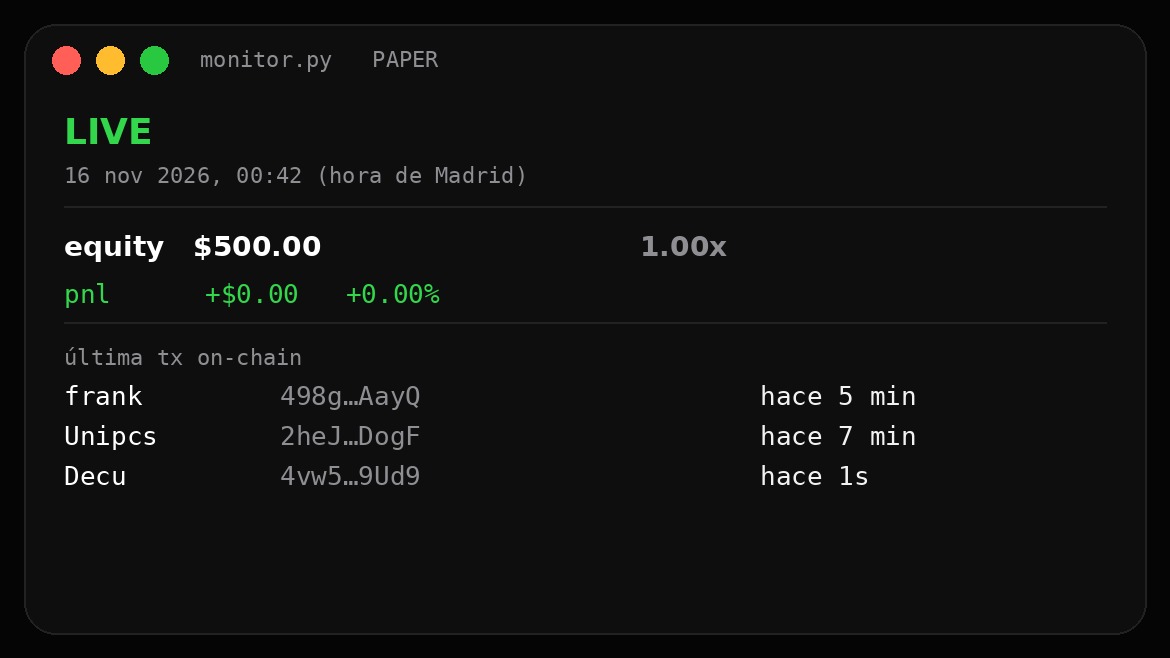 monitor.py PAPER
LIVE
16 nov 2026, 00:42 (hora de Madrid)
equity $500.00 1.00x
pnl +$0.00 +0.00%
última tx on-chain
frank 498g…AayQ hace 5 min
Unipcs 2heJ…DogF hace 7 min
Decu 4vw5…9Ud9 hace 1s